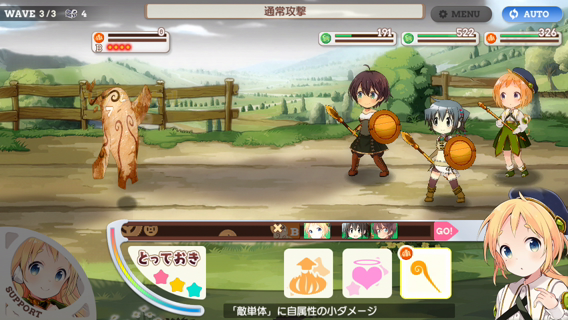 WAVE 3/3 4
通常攻撃
MENU
AUTO
0
B
191
522
326
B
GO!
とっておき
SUPPORT
「敵単体」に自属性の小ダメージ